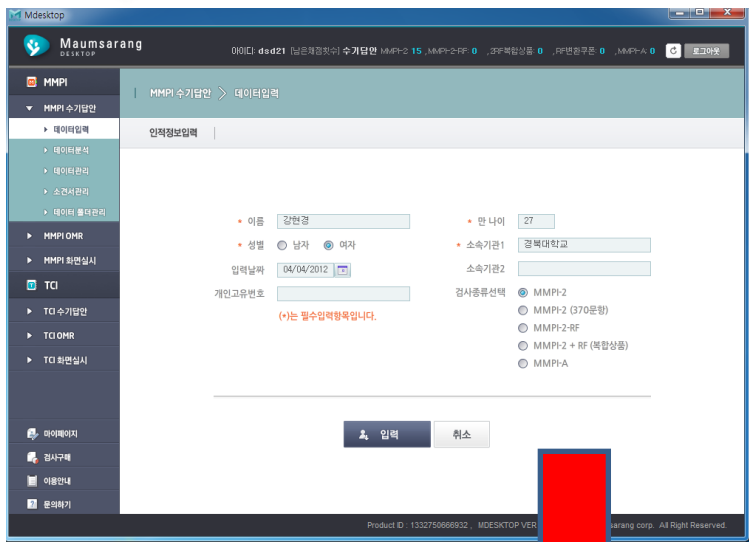 Mdesktop
Maumsarang
DESKTOP
아이디: dsd21 [남은채점횟수] 수기답안 MMPI-2 15 , MMPI-2-RF: 0 , RF복합상품: 0 , RF변환쿠폰: 0 , MMPI-A: 0 로그아웃
MMPI
MMPI 수기답안
데이터입력
데이터분석
데이터관리
소견서관리
데이터 폴더관리
MMPI OMR
MMPI 화면실시
TCI
TCI 수기답안
TCI OMR
TCI 화면실시
마이페이지
검사구매
이용안내
문의하기
MMPI 수기답안 > 데이터입력
인적정보입력
* 이름 강현경 * 만 나이 27
* 성별 남자 여자 * 소속기관1 경북대학교
입력날짜 04/04/2012 소속기관2
개인고유번호 검사종류선택 MMPI-2
(*)는 필수입력항목입니다.
MMPI-2 (370문항)
MMPI-2-RF
MMPI-2 + RF (복합상품)
MMPI-A
입력 취소
Product ID : 1332750666932 , MDESKTOP VER sarang corp. All Right Reserved.